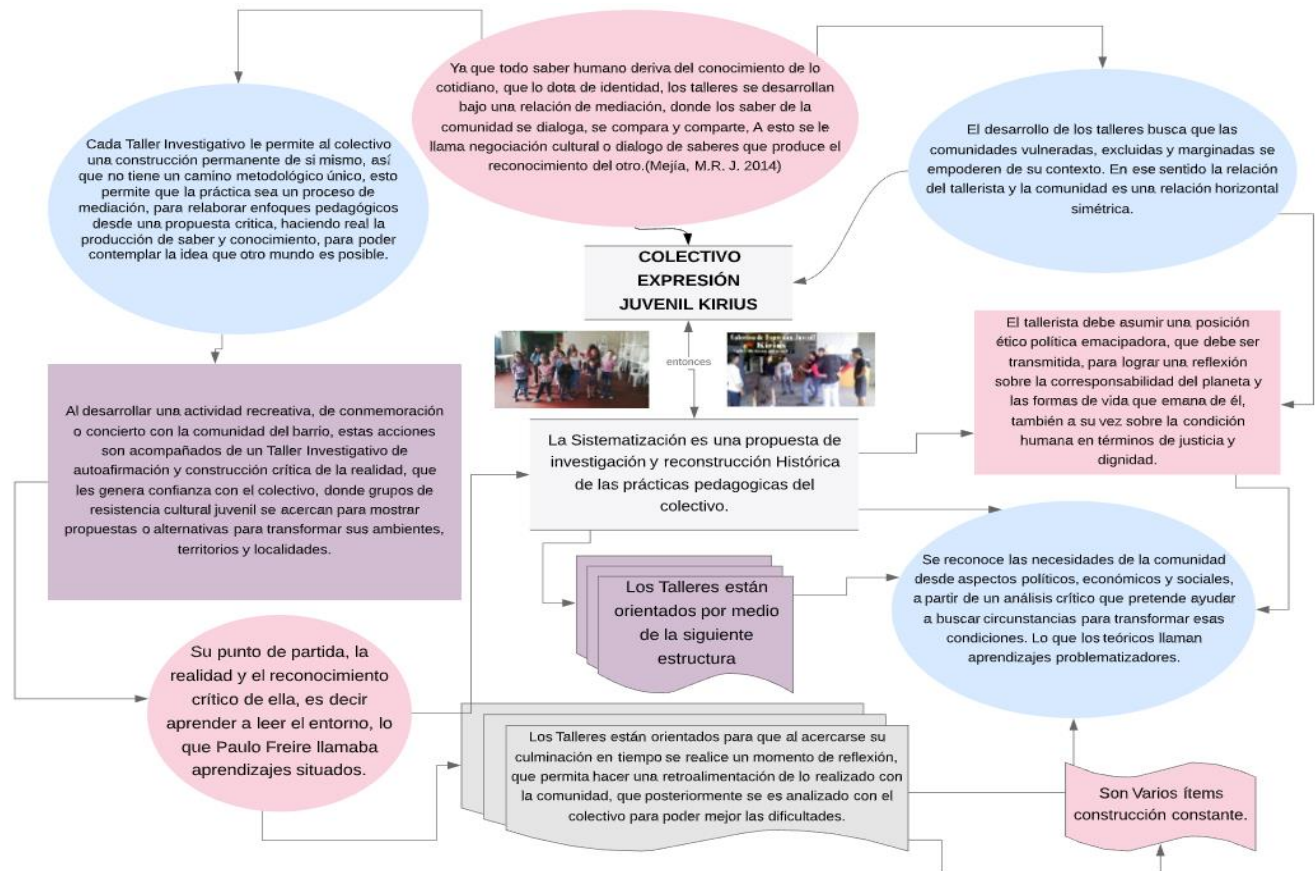 Ya que todo saber humano deriva del conocimiento de lo
cotidiano, que lo dota de identidad, los talleres se desarrollan
bajo una relación de mediación, donde los saber de la
comunidad se dialoga, se compara y comparte, A esto se le
llama negociación cultural o dialogo de saberes que produce el
reconocimiento del otro.(Mejía, M.R. J. 2014)
Cada Taller Investigativo le permite al colectivo
una construcción permanente de si mismo, así
que no tiene un camino metodológico único, esto
permite que la práctica sea un proceso de
mediación, para relaborar enfoques pedagógicos
desde una propuesta critica, haciendo real la
producción de saber y conocimiento, para poder
contemplar la idea que otro mundo es posible.
El desarrollo de los talleres busca que las
comunidades vulneradas, excluidas y marginadas se
empoderen de su contexto. En ese sentido la relación
del tallerista y la comunidad es una relación horizontal
simétrica.
COLECTIVO
EXPRESIÓN
JUVENIL KIRIUS
entonces
Colectivo de Expresión Juvenil
Kirius
El tallerista debe asumir una posición
ético política emacipadora, que debe ser
transmitida, para lograr una reflexión
sobre la corresponsabilidad del planeta y
las formas de vida que emana de él,
también a su vez sobre la condición
humana en términos de justicia y
dignidad.
Al desarrollar una actividad recreativa, de conmemoración
o concierto con la comunidad del barrio, estas acciones
son acompañados de un Taller Investigativo de
autoafirmación y construcción crítica de la realidad, que
les genera confianza con el colectivo, donde grupos de
resistencia cultural juvenil se acercan para mostrar
propuestas o alternativas para transformar sus ambientes,
territorios y localidades.
La Sistematización es una propuesta de
investigación y reconstrucción Histórica
de las prácticas pedagogicas del
colectivo.
Los Talleres están
orientados por medio
de la siguiente
estructura
Se reconoce las necesidades de la comunidad
desde aspectos políticos, económicos y sociales,
a partir de un análisis crítico que pretende ayudar
a buscar circunstancias para transformar esas
condiciones. Lo que los teóricos llaman
aprendizajes problematizadores.
Su punto de partida, la
realidad y el reconocimiento
crítico de ella, es decir
aprender a leer el entorno, lo
que Paulo Freire llamaba
aprendizajes situados.
Los Talleres están orientados para que al acercarse su
culminación en tiempo se realice un momento de reflexión,
que permita hacer una retroalimentación de lo realizado con
la comunidad, que posteriormente se es analizado con el
colectivo para poder mejor las dificultades.
Son Varios ítems
construcción constante.